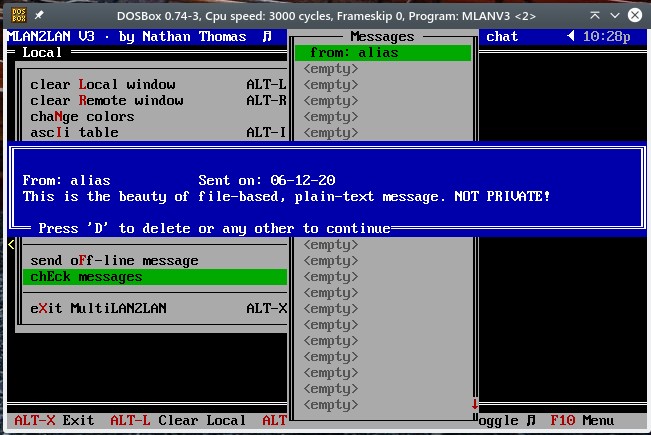 DOS BOX DOSBox 0.74-3, Cpu speed: 3000 cycles, Frameskip 0, Program: MLANV3 <2>
MLAN2LAN V3 · by Nathan Thomas ♫ chat ◄ 10:28p
Local
Messages
from: alias
<empty>
clear Local window ALT-L <empty>
clear Remote window ALT-R <empty>
chaNge colors <empty>
ascIi table ALT-I <empty>
From: alias Sent on: 06-12-20
This is the beauty of file-based, plain-text message. NOT PRIVATE!
Press 'D' to delete or any other to continue
< <empty>
send oFf-line message <empty>
chEck messages <empty>
<empty>
eXit MultiLAN2LAN ALT-X <empty>
<empty>
<empty>
<empty>
<empty>
<empty>
<empty> ↓
ALT-X Exit ALT-L Clear Local ALT oggle ♫ F10 Menu